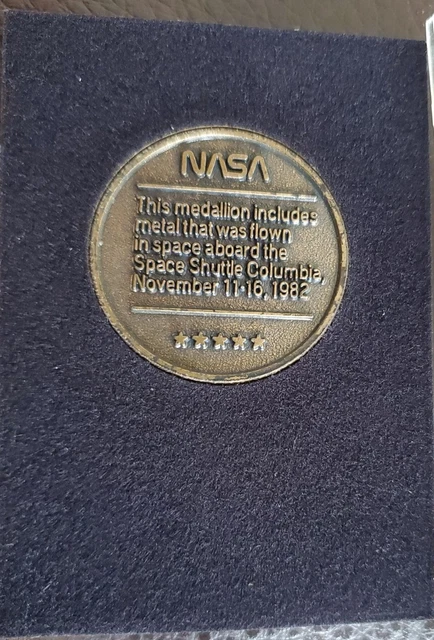 NASA
This medallion includes
metal that was flown
in space aboard the
Space Shuttle Columbia,
November 11-16, 1982